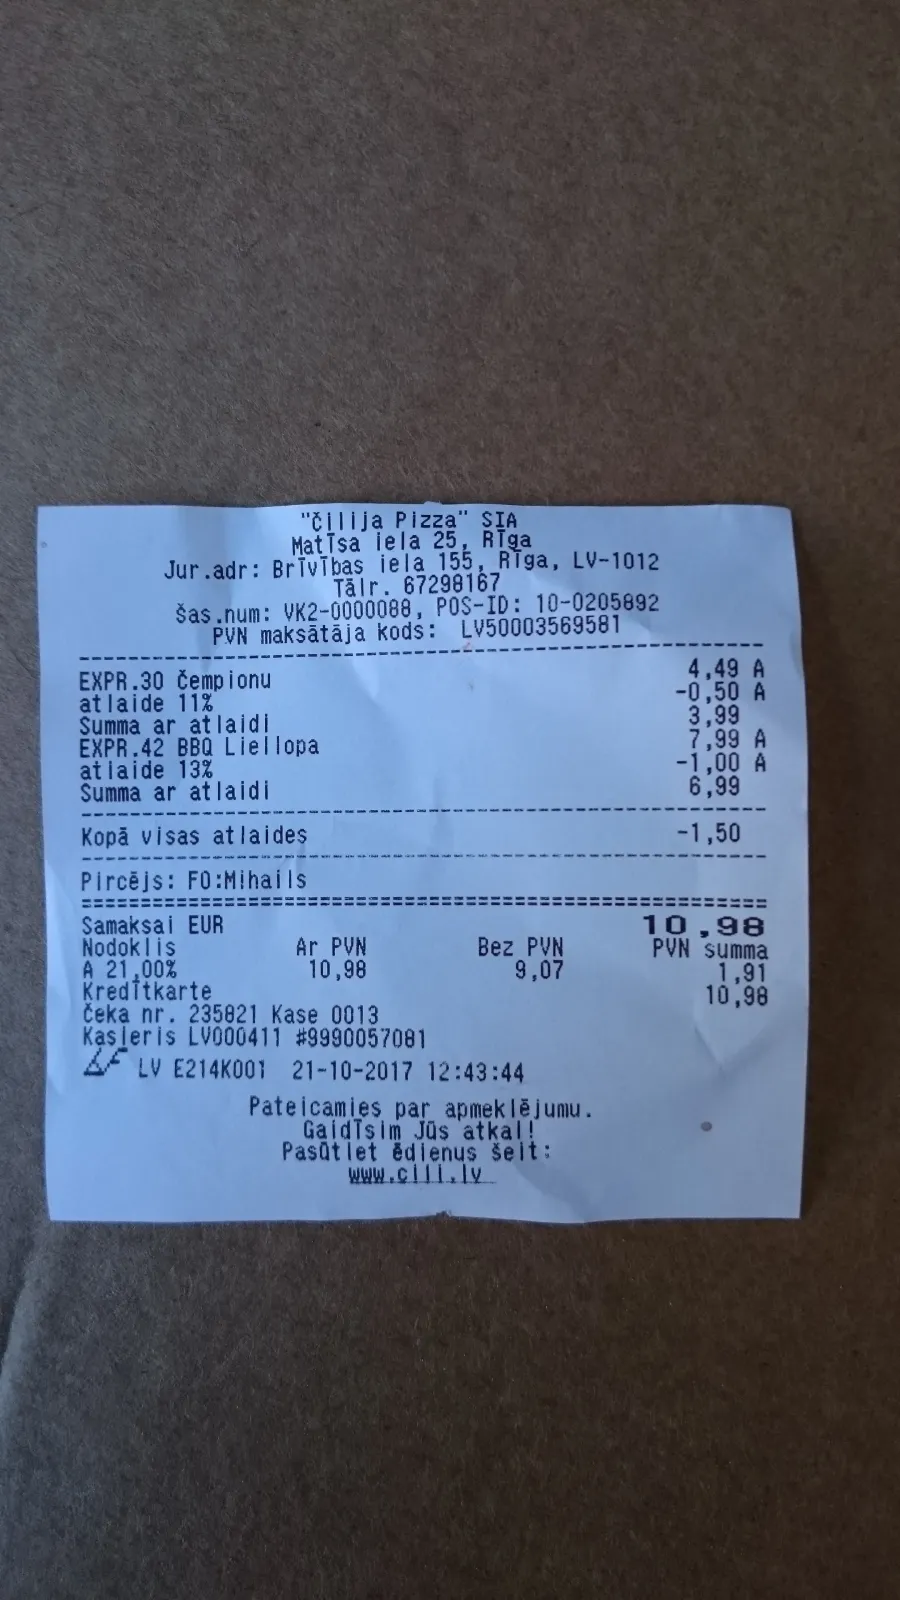 "Čilija Pizza" SIA
Matīsa iela 25, Rīga
Jur.adr: Brīvības iela 155, Rīga, LV-1012
Tālr. 67298167
Šas.num: VK2-0000088, POS-ID: 10-0205892
PVN maksātāja kods: LV50003569581
EXPR.30 Čempionu 4,49 A
atlaide 11% -0,50 A
Summa ar atlaidi 3,99
EXPR.42 BBQ Liellopa 7,99 A
atlaide 13% -1,00 A
Summa ar atlaidi 6,99
Kopā visas atlaides -1,50
Pircējs: FO:Mihails
Samaksai EUR 10,98
Nodoklis Ar PVN Bez PVN PVN summa
A 21,00% 10,98 9,07 1,91
Kredītkarte 10,98
Čeka nr. 235821 Kase 0013
Kasieris LV000411 #9990057081
LV E214K001 21-10-2017 12:43:44
Pateicamies par apmeklējumu.
Gaidīsim Jūs atkal!
Pasūtiet ēdienus šeit:
www.cili.lv